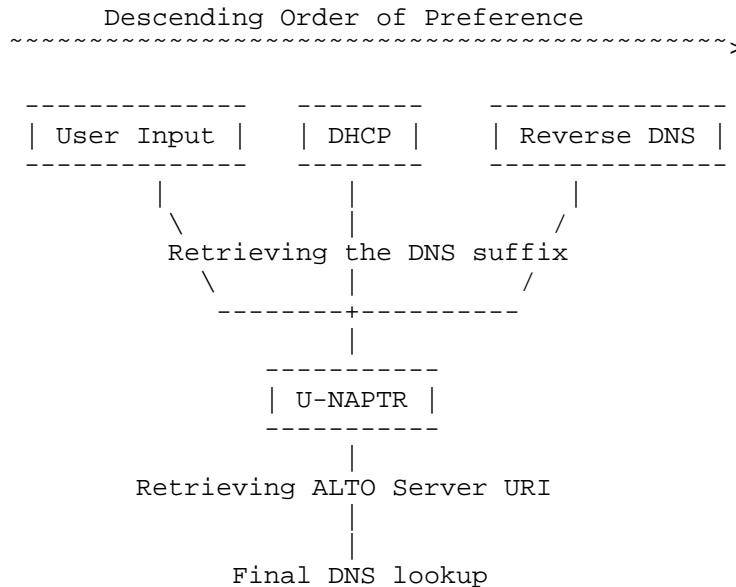 Descending Order of Preference
User Input DHCP Reverse DNS
Retrieving the DNS suffix
U-NAPTR
Retrieving ALTO Server URI
Final DNS lookup